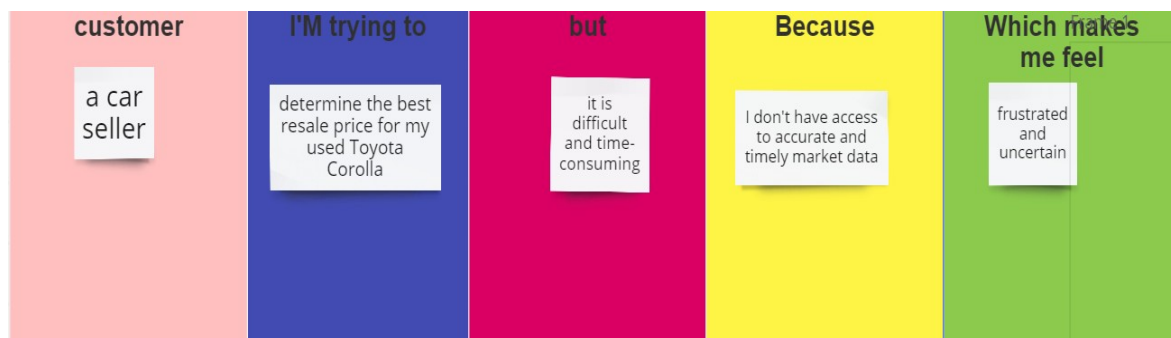 customer
a car
seller
I'M trying to
determine the best
resale price for my
used Toyota
Corolla
but
it is
difficult
and time-
consuming
Because
I don't have access
to accurate and
timely market data
Which makes
me feel
Frame 1
frustrated
and
uncertain